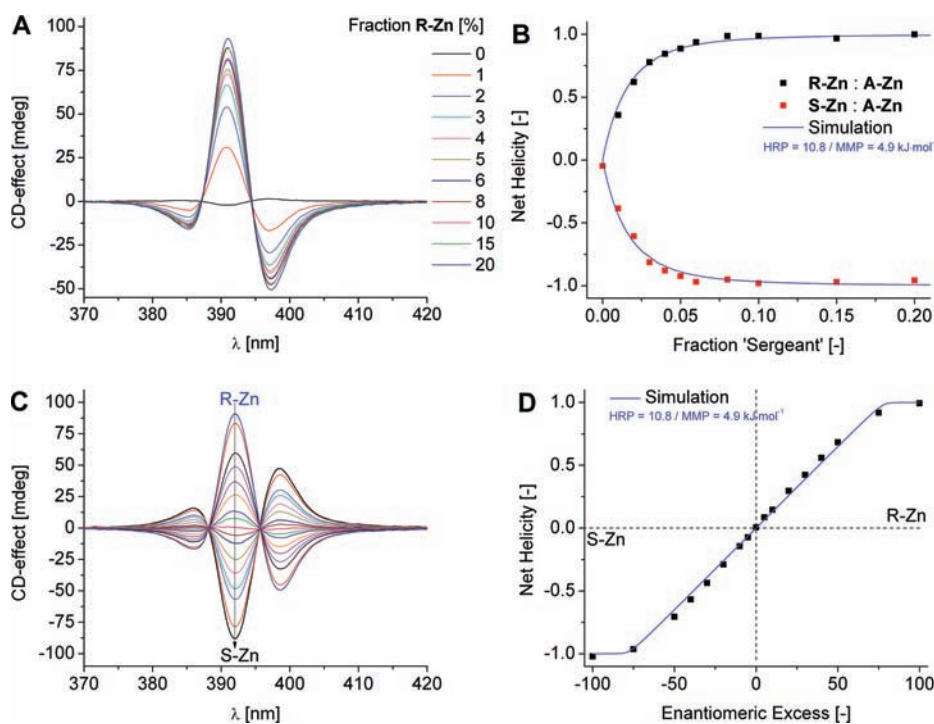 A
Fraction R-Zn [%]
0
1
2
3
4
5
6
8
10
15
20
100
75
50
25
0
-25
-50
CD-effect [mdeg]
370 380 390 400 410 420
λ [nm]
B
1.0
0.5
0.0
-0.5
-1.0
Net Helicity [-]
R-Zn : A-Zn
S-Zn : A-Zn
Simulation
HRP = 10.8 / MMP = 4.9 kJ·mol
0.00 0.05 0.10 0.15 0.20
Fraction 'Sergeant' [-]
C
R-Zn
100
75
50
25
0
-25
-50
-75
-100
CD-effect [mdeg]
S-Zn
370 380 390 400 410 420
λ [nm]
D
Simulation
HRP = 10.8 / MMP = 4.9 kJ·mol⁻¹
1.0
0.5
0.0
-0.5
-1.0
Net Helicity [-]
R-Zn
S-Zn
-100 -50 0 50 100
Enantiomeric Excess [-]